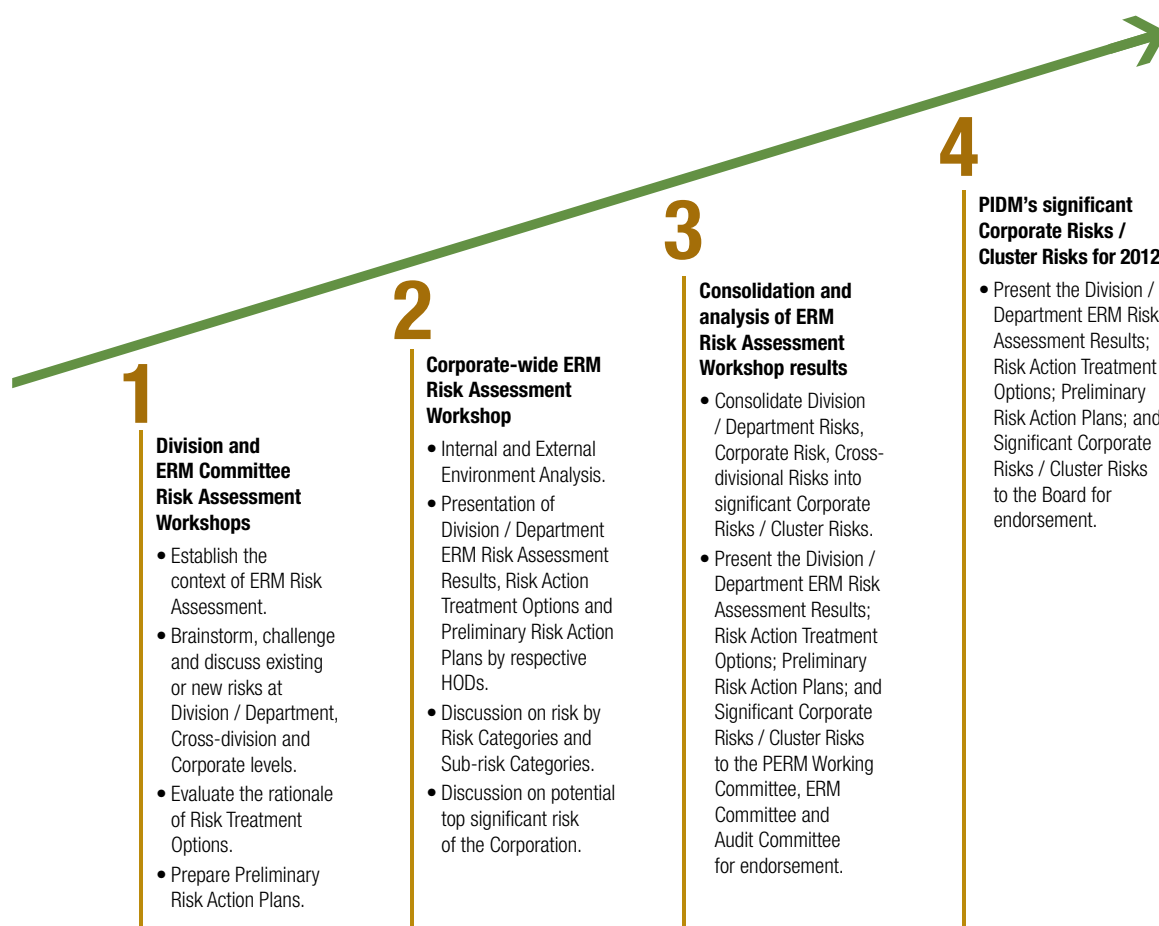 1
Division and
ERM Committee
Risk Assessment
Workshops
• Establish the
context of ERM Risk
Assessment.
• Brainstorm, challenge
and discuss existing
or new risks at
Division / Department,
Cross-division and
Corporate levels.
• Evaluate the rationale
of Risk Treatment
Options.
• Prepare Preliminary
Risk Action Plans.
2
Corporate-wide ERM
Risk Assessment
Workshop
• Internal and External
Environment Analysis.
• Presentation of
Division / Department
ERM Risk Assessment
Results, Risk Action
Treatment Options and
Preliminary Risk Action
Plans by respective
HODs.
• Discussion on risk by
Risk Categories and
Sub-risk Categories.
• Discussion on potential
top significant risk
of the Corporation.
3
Consolidation and
analysis of ERM
Risk Assessment
Workshop results
• Consolidate Division
/ Department Risks,
Corporate Risk, Cross-
divisional Risks into
significant Corporate
Risks / Cluster Risks.
• Present the Division /
Department ERM Risk
Assessment Results;
Risk Action Treatment
Options; Preliminary
Risk Action Plans; and
Significant Corporate
Risks / Cluster Risks
to the PERM Working
Committee, ERM
Committee and
Audit Committee
for endorsement.
4
PIDM's significant
Corporate Risks /
Cluster Risks for 2012
• Present the Division /
Department ERM Risk
Assessment Results;
Risk Action Treatment
Options; Preliminary
Risk Action Plans; and
Significant Corporate
Risks / Cluster Risks
to the Board for
endorsement.